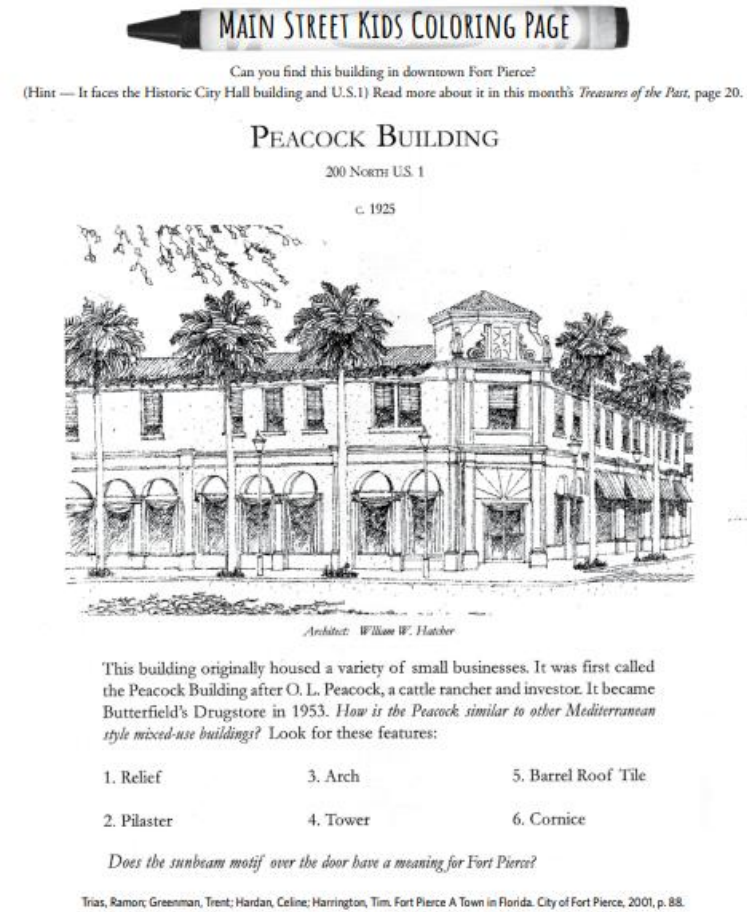 MAIN STREET KIDS COLORING PAGE
Can you find this building in downtown Fort Pierce?
(Hint — It faces the Historic City Hall building and U.S.1) Read more about it in this month's Treasures of the Past, page 20.
PEACOCK BUILDING
200 NORTH U.S. 1
c. 1925
Architect: William W. Hatcher
This building originally housed a variety of small businesses. It was first called
the Peacock Building after O. L. Peacock, a cattle rancher and investor. It became
Butterfield's Drugstore in 1953. How is the Peacock similar to other Mediterranean
style mixed-use buildings? Look for these features:
1. Relief 3. Arch 5. Barrel Roof Tile
2. Pilaster 4. Tower 6. Cornice
Does the sunbeam motif over the door have a meaning for Fort Pierce?
Trias, Ramon; Greenman, Trent; Hardan, Celine; Harrington, Tim. Fort Pierce A Town in Florida. City of Fort Pierce, 2001, p. 88.